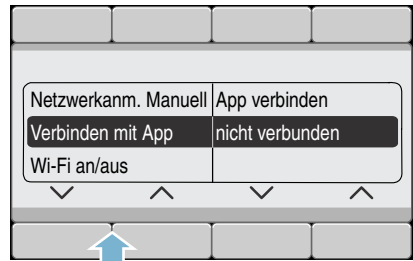 Netzwerkanm. Manuell App verbinden
Verbinden mit App nicht verbunden
Wi-Fi an/aus